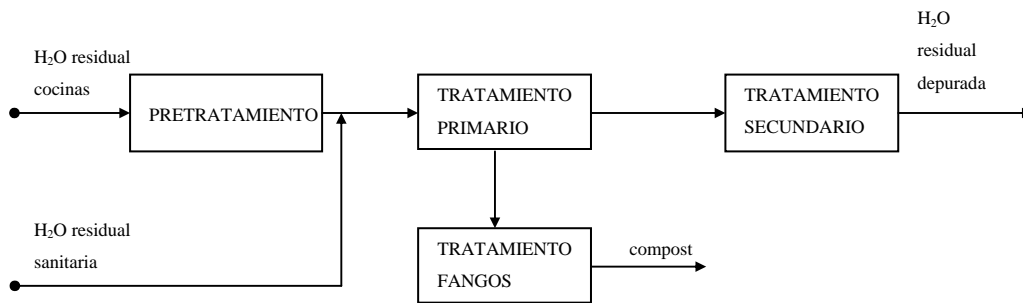 H₂O residual
cocinas
PRETRATAMIENTO
TRATAMIENTO
PRIMARIO
TRATAMIENTO
SECUNDARIO
H₂O
residual
depurada
H₂O residual
sanitaria
TRATAMIENTO
FANGOS
compost